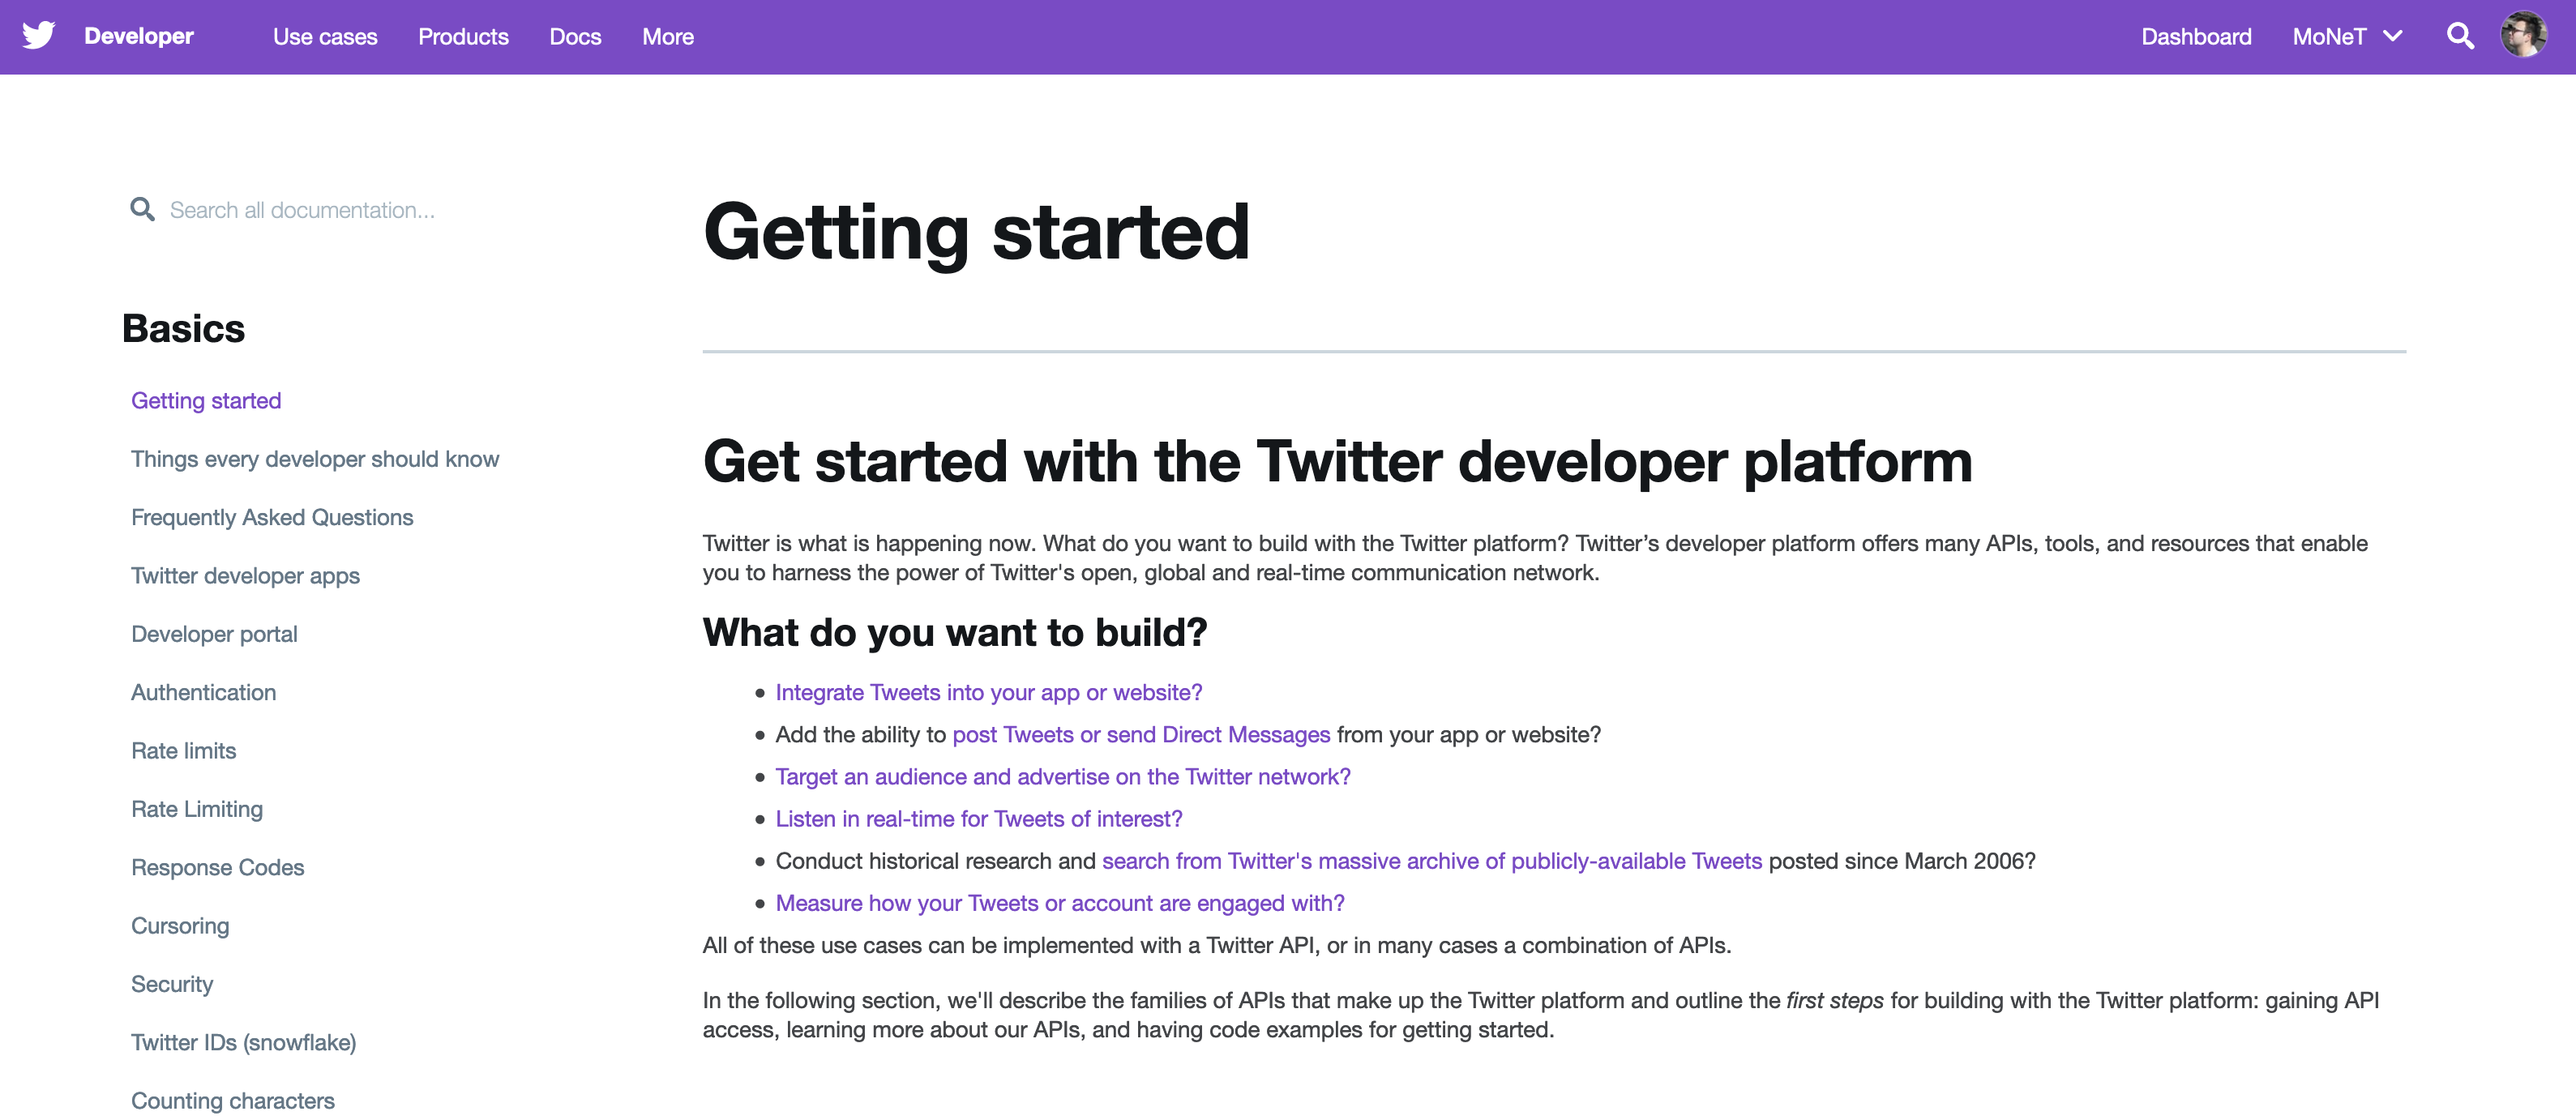 Developer
Use cases
Products
Docs
More
Dashboard
MoNeT
Search all documentation...
Basics
Getting started
Things every developer should know
Frequently Asked Questions
Twitter developer apps
Developer portal
Authentication
Rate limits
Rate Limiting
Response Codes
Cursoring
Security
Twitter IDs (snowflake)
Counting characters
Getting started
Get started with the Twitter developer platform
Twitter is what is happening now. What do you want to build with the Twitter platform? Twitter’s developer platform offers many APIs, tools, and resources that enable
you to harness the power of Twitter's open, global and real-time communication network.
What do you want to build?
• Integrate Tweets into your app or website?
• Add the ability to post Tweets or send Direct Messages from your app or website?
• Target an audience and advertise on the Twitter network?
• Listen in real-time for Tweets of interest?
• Conduct historical research and search from Twitter's massive archive of publicly-available Tweets posted since March 2006?
• Measure how your Tweets or account are engaged with?
All of these use cases can be implemented with a Twitter API, or in many cases a combination of APIs.
In the following section, we'll describe the families of APIs that make up the Twitter platform and outline the first steps for building with the Twitter platform: gaining API
access, learning more about our APIs, and having code examples for getting started.